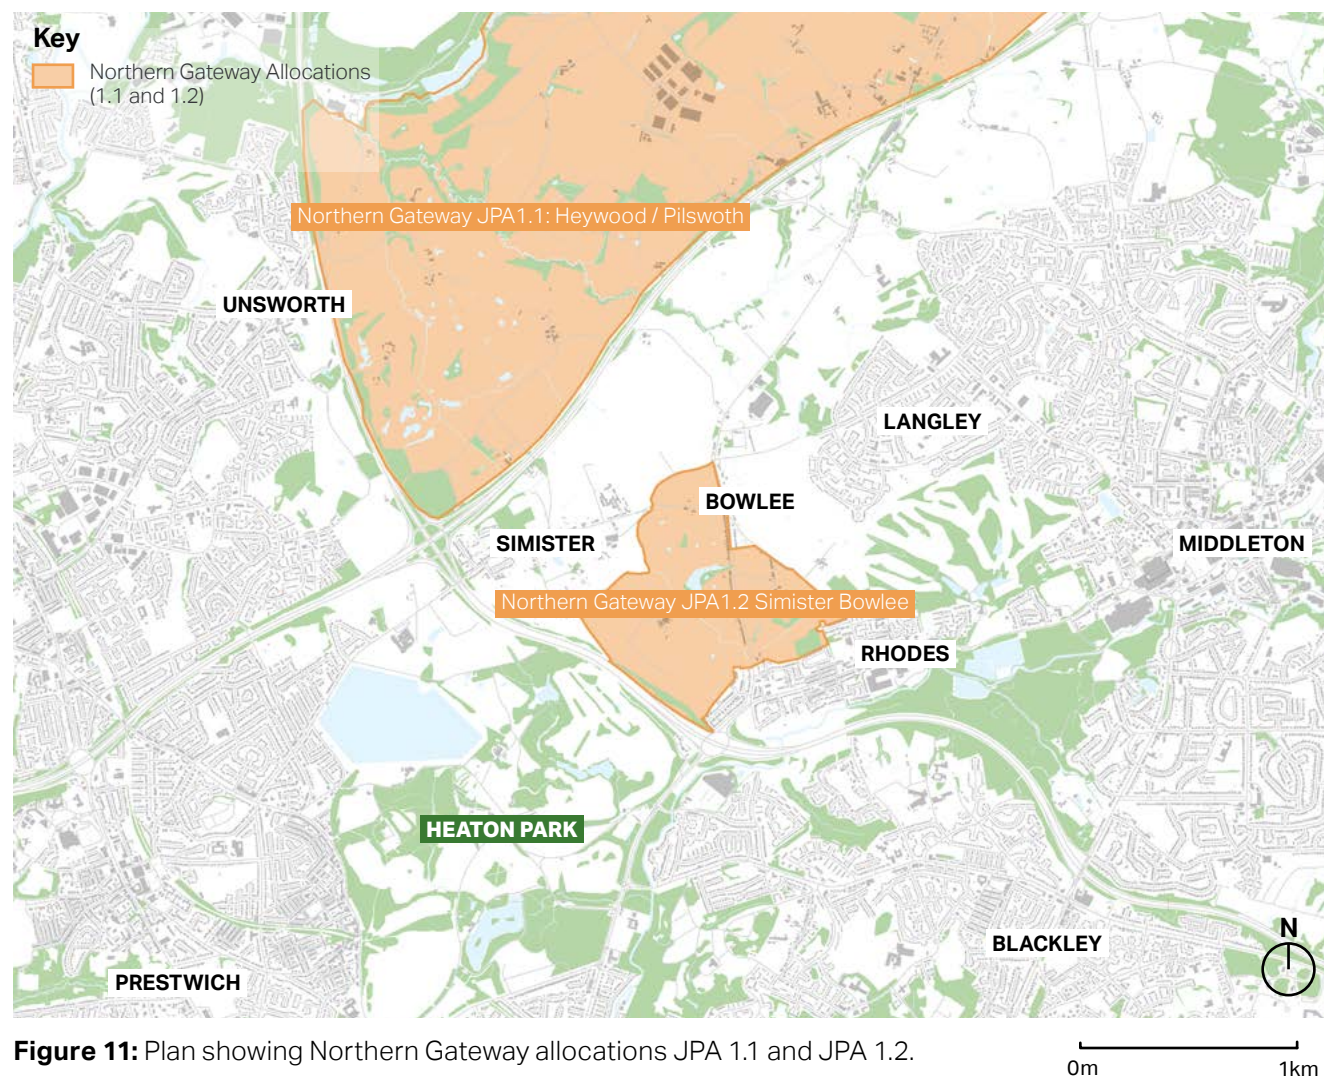 Key
Northern Gateway Allocations
(1.1 and 1.2)
Northern Gateway JPA1.1: Heywood / Pilswoth
UNSWORTH
LANGLEY
BOWLEE
SIMISTER
MIDDLETON
Northern Gateway JPA1.2 Simister Bowlee
RHODES
HEATON PARK
N
BLACKLEY
PRESTWICH
Figure 11: Plan showing Northern Gateway allocations JPA 1.1 and JPA 1.2.
0m 1km